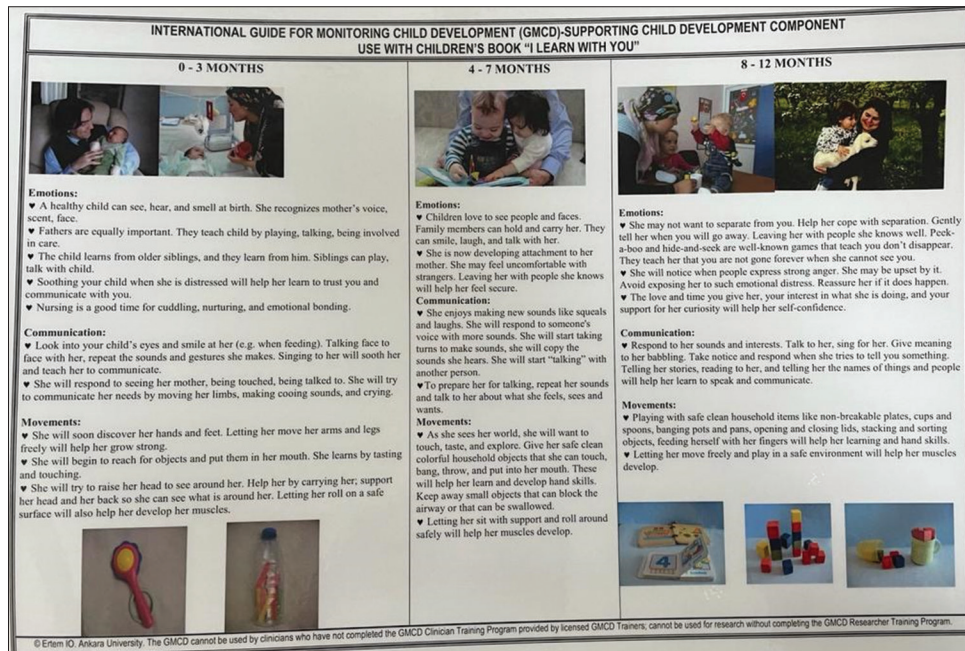 INTERNATIONAL GUIDE FOR MONITORING CHILD DEVELOPMENT (GMCD)-SUPPORTING CHILD DEVELOPMENT COMPONENT
USE WITH CHILDREN'S BOOK "I LEARN WITH YOU"
0 - 3 MONTHS
Emotions:
♥ A healthy child can see, hear, and smell at birth. She recognizes mother's voice,
scent, face.
♥ Fathers are equally important. They teach child by playing, talking, being involved
in care.
♥ The child learns from older siblings, and they learn from him. Siblings can play,
talk with child.
♥ Soothing your child when she is distressed will help her learn to trust you and
communicate with you.
♥ Nursing is a good time for cuddling, nurturing, and emotional bonding.
Communication:
♥ Look into your child's eyes and smile at her (e.g. when feeding). Talking face to
face with her, repeat the sounds and gestures she makes. Singing to her will sooth her
and teach her to communicate.
♥ She will respond to seeing her mother, being touched, being talked to. She will try
to communicate her needs by moving her limbs, making cooing sounds, and crying.
Movements:
♥ She will soon discover her hands and feet. Letting her move her arms and legs
freely will help her grow strong.
♥ She will begin to reach for objects and put them in her mouth. She learns by tasting
and touching.
♥ She will try to raise her head to see around her. Help her by carrying her; support
her head and her back so she can see what is around her. Letting her roll on a safe
surface will also help her develop her muscles.
4 - 7 MONTHS
Emotions:
♥ Children love to see people and faces.
Family members can hold and carry her. They
can smile, laugh, and talk with her.
♥ She is now developing attachment to her
mother. She may feel uncomfortable with
strangers. Leaving her with people she knows
will help her feel secure.
Communication:
♥ She enjoys making new sounds like squeals
and laughs. She will respond to someone's
voice with more sounds. She will start taking
turns to make sounds, she will copy the
sounds she hears. She will start "talking" with
another person.
♥To prepare her for talking, repeat her sounds
and talk to her about what she feels, sees and
wants.
Movements:
♥ As she sees her world, she will want to
touch, taste, and explore. Give her safe clean
colorful household objects that she can touch,
bang, throw, and put into her mouth. These
will help her learn and develop hand skills.
Keep away small objects that can block the
airway or that can be swallowed.
♥ Letting her sit with support and roll around
safely will help her muscles develop.
8 - 12 MONTHS
Emotions:
♥ She may not want to separate from you. Help her cope with separation. Gently
tell her when you will go away. Leaving her with people she knows well. Peek-
a-boo and hide-and-seek are well-known games that teach you don't disappear.
They teach her that you are not gone forever when she cannot see you.
♥ She will notice when people express strong anger. She may be upset by it.
Avoid exposing her to such emotional distress. Reassure her if it does happen.
♥ The love and time you give her, your interest in what she is doing, and your
support for her curiosity will help her self-confidence.
Communication:
♥ Respond to her sounds and interests. Talk to her, sing for her. Give meaning
to her babbling. Take notice and respond when she tries to tell you something.
Telling her stories, reading to her, and telling her the names of things and people
will help her learn to speak and communicate.
Movements:
♥ Playing with safe clean household items like non-breakable plates, cups and
spoons, banging pots and pans, opening and closing lids, stacking and sorting
objects, feeding herself with her fingers will help her learning and hand skills.
♥ Letting her move freely and play in a safe environment will help her muscles
develop.
4
© Ertem IO, Ankara University. The GMCD cannot be used by clinicians who have not completed the GMCD Clinician Training Program provided by licensed GMCD Trainers; cannot be used for research without completing the GMCD Researcher Training Program.